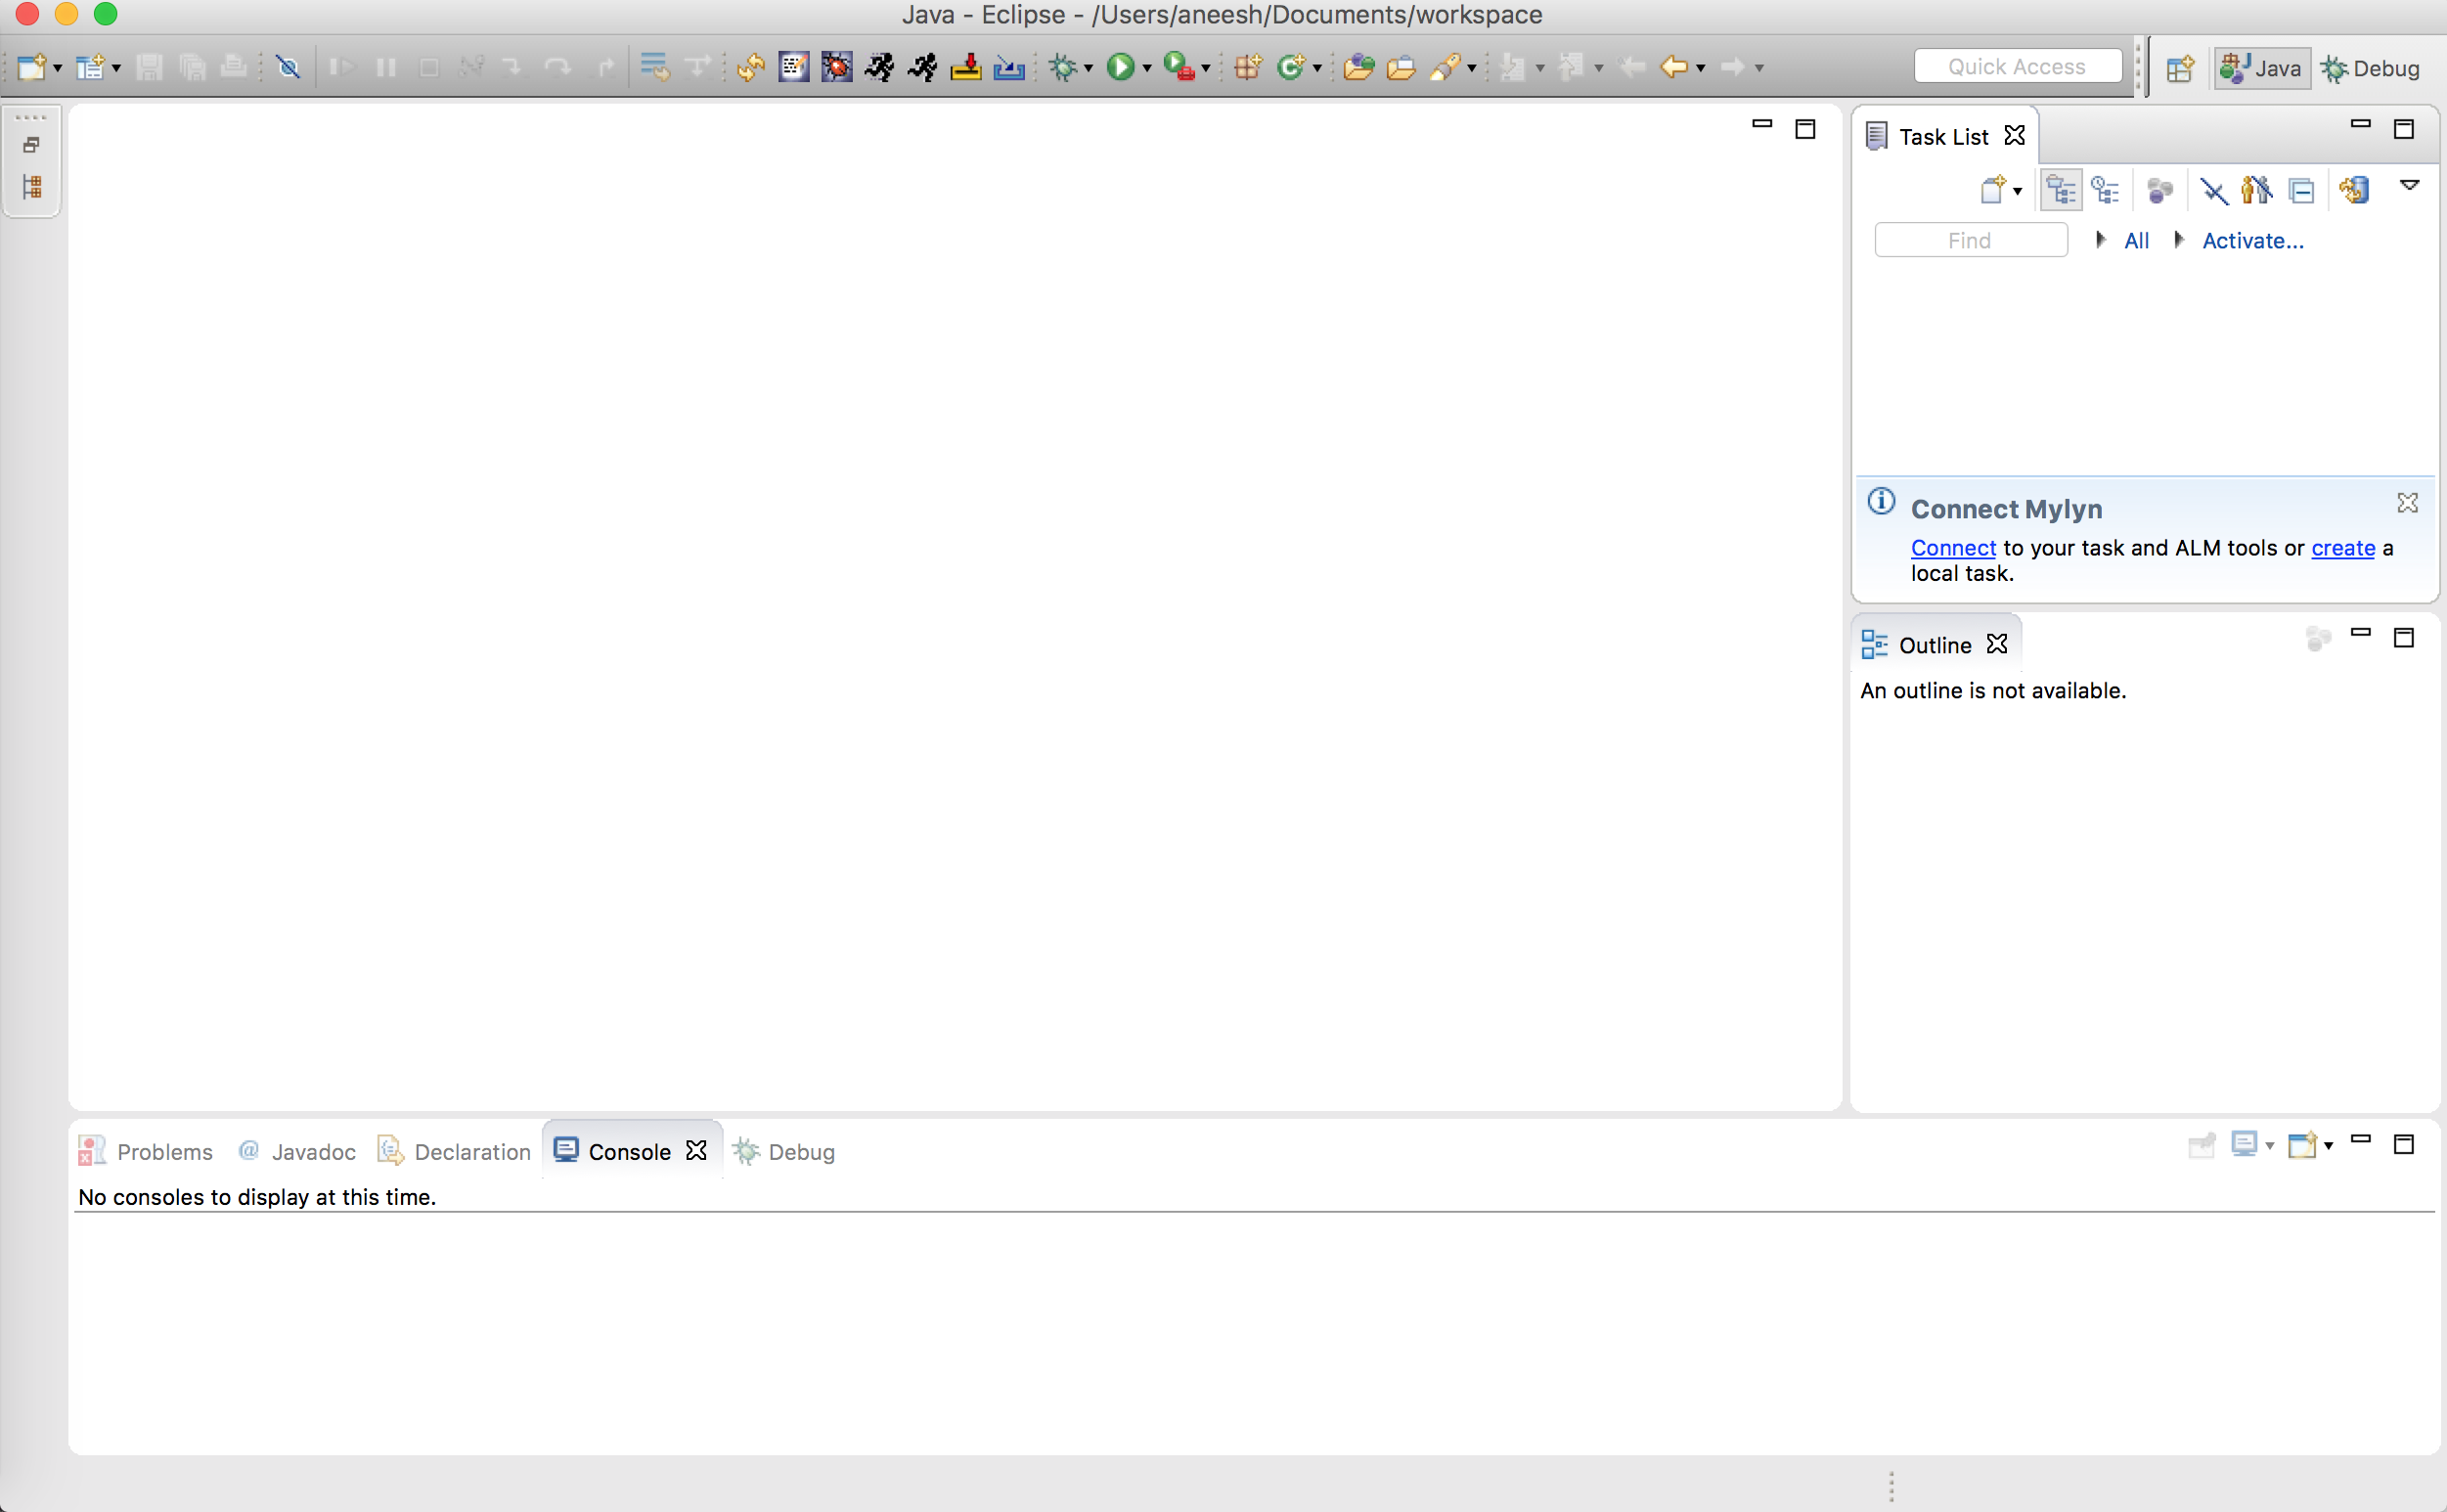 Java - Eclipse - /Users/aneesh/Documents/workspace
Quick Access
Java
Debug
Task List
Find
All
Activate...
Connect Mylyn
Connect to your task and ALM tools or create a
local task.
Outline
An outline is not available.
Problems
@ Javadoc
Declaration
Console
Debug
No consoles to display at this time.